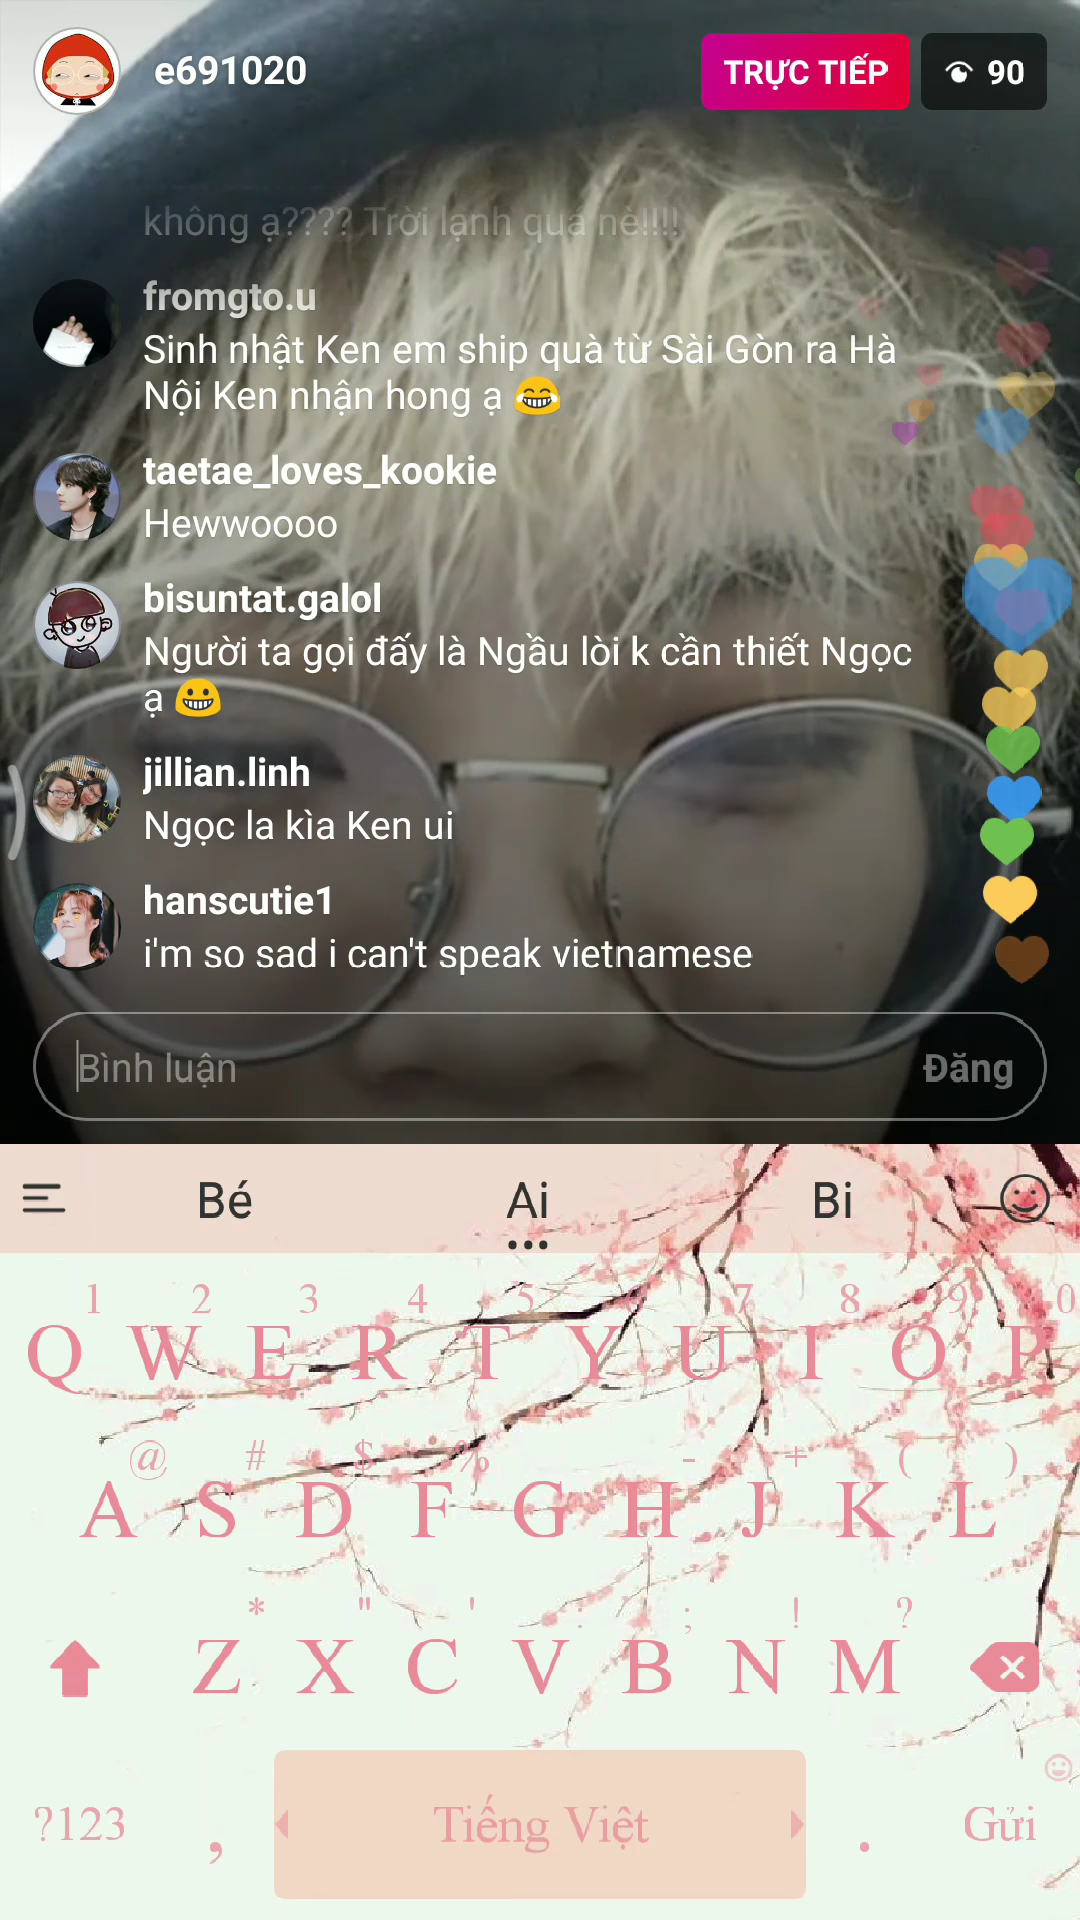 e691020
TRỰC TIẾP
90
không ạ???? Trời lạnh quá nè!!!!
fromgto.u
Sinh nhật Ken em ship quà từ Sài Gòn ra Hà
Nội Ken nhận hong ạ 😂
taetae_loves_kookie
Hewwoooo
bisuntat.galol
Người ta gọi đấy là Ngầu lòi k cần thiết Ngọc
ạ 😀
jillian.linh
Ngọc la kìa Ken ui
hanscutie1
i'm so sad i can't speak vietnamese
Bình luận
Đăng
Bé Ai Bi
1 2 3 4 5 7 8 9 0
Q W E R T Y U I O P
@ # $ % - + ( )
A S D F G H J K L
* " ' : ; ! ?
Z X C V B N M
?123 , Tiếng Việt . Gửi